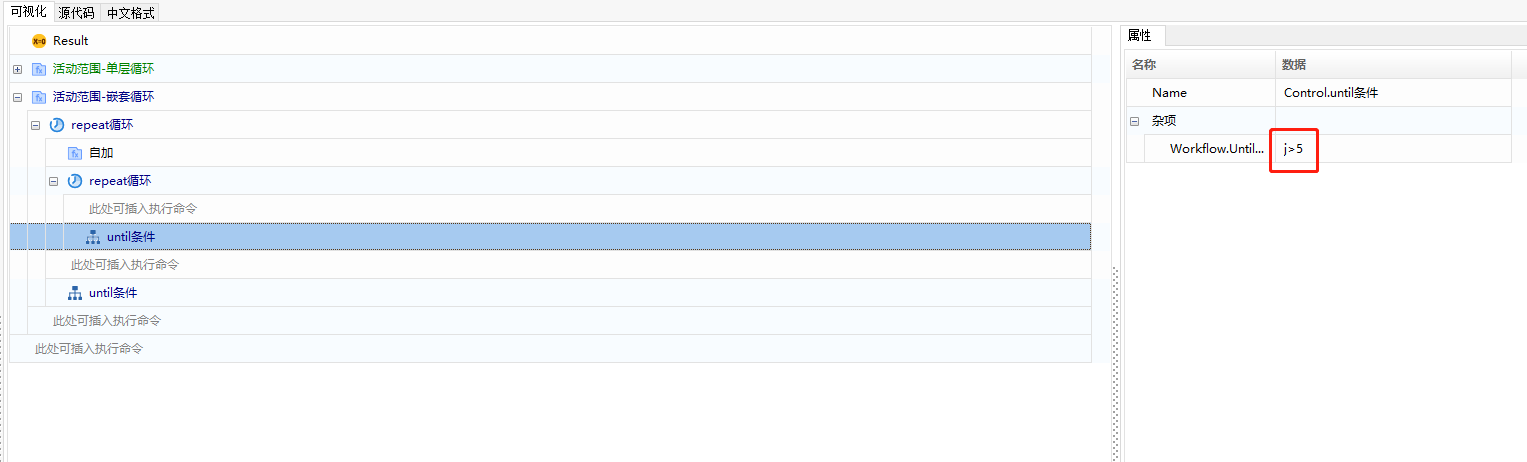 可视化 源代码 中文格式
Result
活动范围-单层循环
活动范围-嵌套循环
repeat循环
自加
repeat循环
此处可插入执行命令
until条件
此处可插入执行命令
until条件
此处可插入执行命令
此处可插入执行命令
属性
名称 数据
Name Control.until条件
杂项
Workflow.Until... j>5